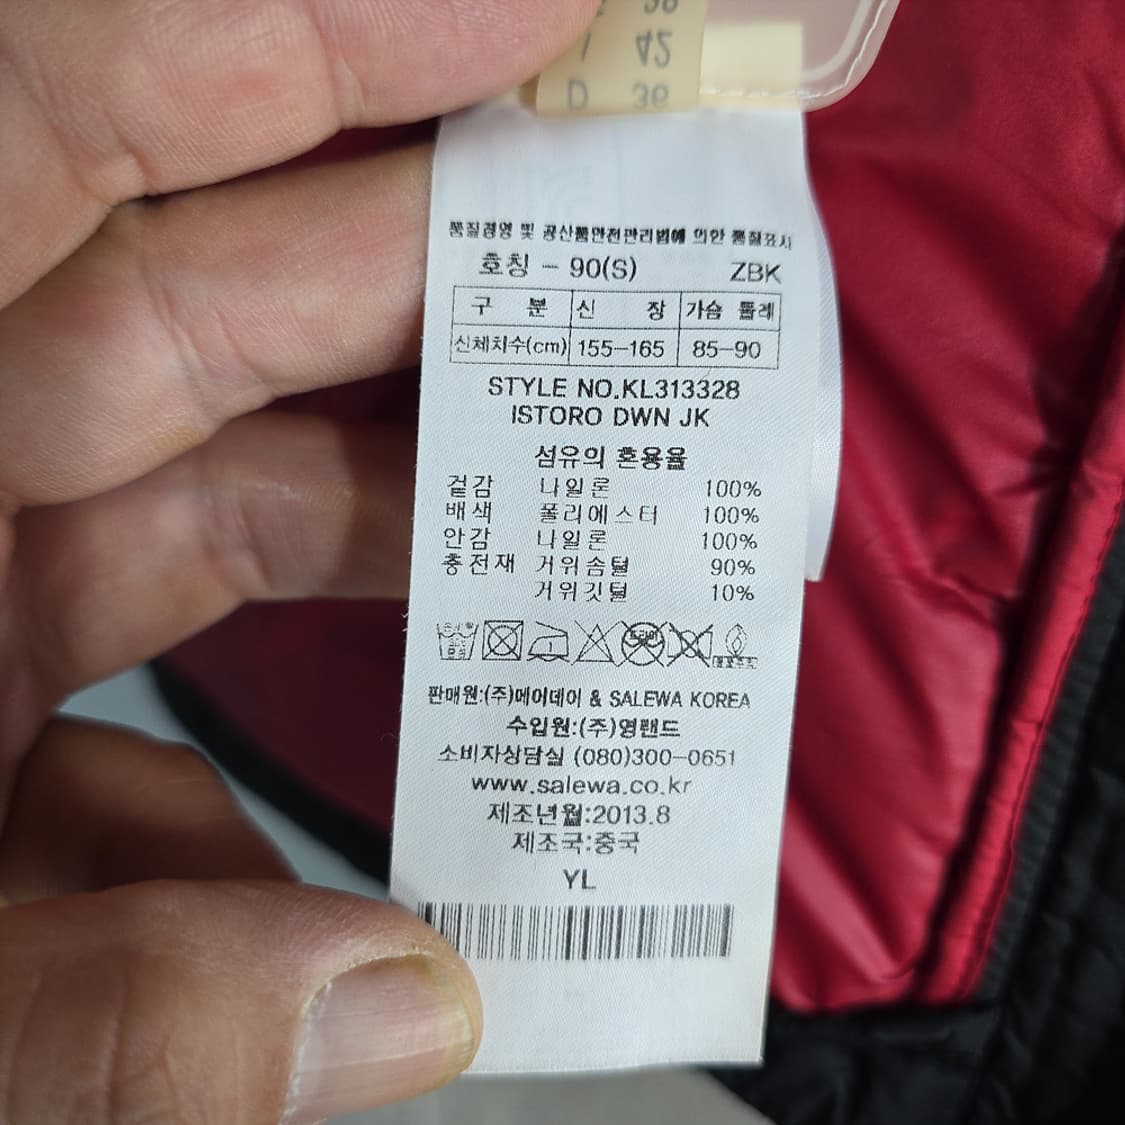 I 42
D 36
품질경영 및 공산품안전관리법에 의한 품질표시
호칭 - 90(S) ZBK
구 분 신 장 가슴 둘레
신체치수(cm) 155-165 85-90
STYLE NO.KL313328
ISTORO DWN JK
섬유의 혼용율
겉감 나일론 100%
배색 폴리에스터 100%
안감 나일론 100%
충전재 거위솜털 90%
거위깃털 10%
드라이
판매원:(주)메이데이 & SALEWA KOREA
수입원:(주)영랜드
소비자상담실 (080)300-0651
www.salewa.co.kr
제조년월:2013.8
제조국:중국
YL